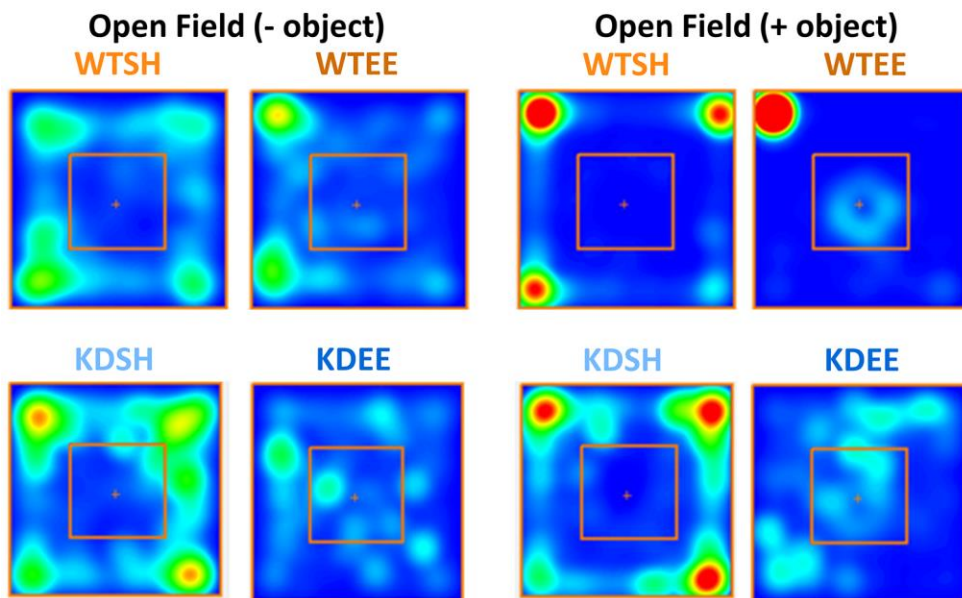 Open Field (- object) Open Field (+ object)
WTSH WTEE WTSH WTEE
KDSH KDEE KDSH KDEE